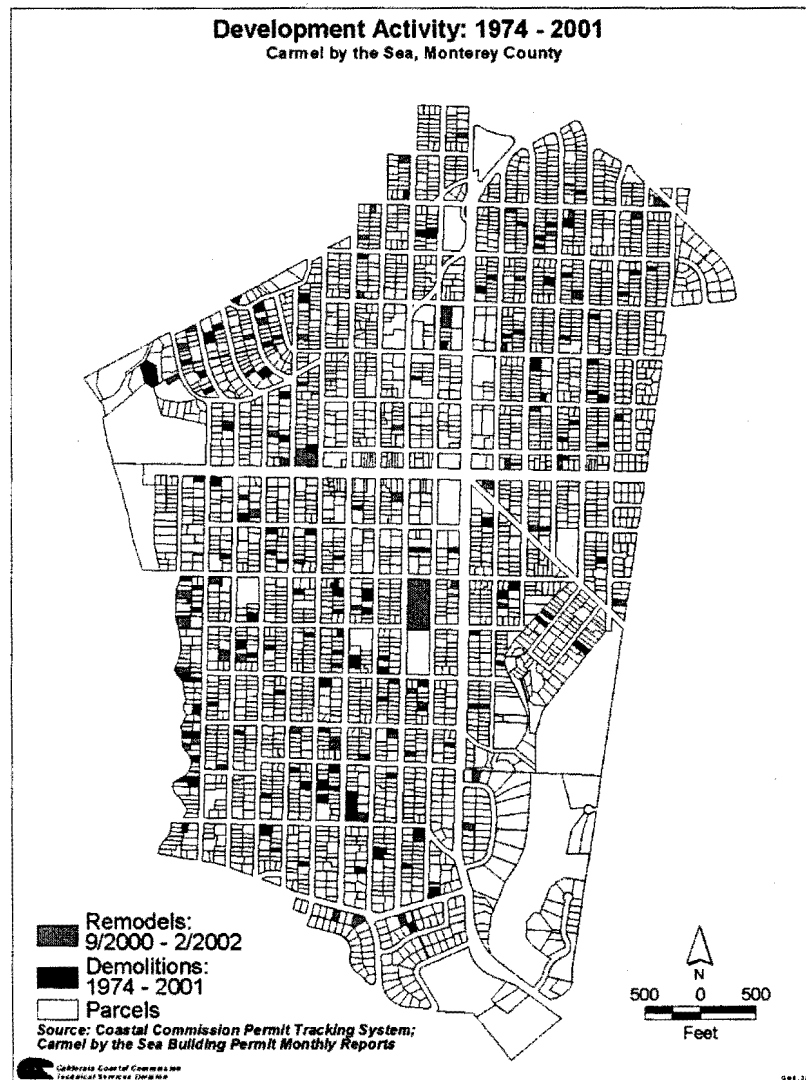 Development Activity: 1974 - 2001
Carmel by the Sea, Monterey County
Remodels:
9/2000 - 2/2002
Demolitions:
1974 - 2001
Parcels
Source: Coastal Commission Permit Tracking System;
Carmel by the Sea Building Permit Monthly Reports
California Coastal Commission
Technical Services Division
N
500 0 500
Feet